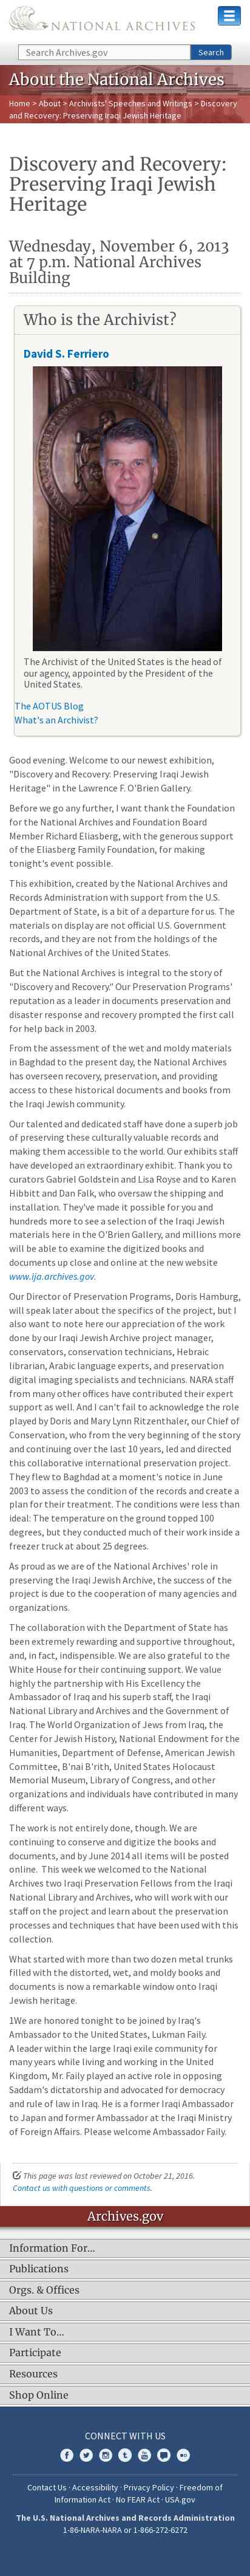 NATIONAL ARCHIVES
Search Archives.gov
Search
About the National Archives
Home > About > Archivists' Speeches and Writings > Discovery
and Recovery: Preserving Iraqi Jewish Heritage
Discovery and Recovery:
Preserving Iraqi Jewish
Heritage
Wednesday, November 6, 2013
at 7 p.m. National Archives
Building
Who is the Archivist?
David S. Ferriero
The Archivist of the United States is the head of
our agency, appointed by the President of the
United States.
The AOTUS Blog
What's an Archivist?
Good evening. Welcome to our newest exhibition,
"Discovery and Recovery: Preserving Iraqi Jewish
Heritage" in the Lawrence F. O'Brien Gallery.
Before we go any further, I want thank the Foundation
for the National Archives and Foundation Board
Member Richard Eliasberg, with the generous support
of the Eliasberg Family Foundation, for making
tonight's event possible.
This exhibition, created by the National Archives and
Records Administration with support from the U.S.
Department of State, is a bit of a departure for us. The
materials on display are not official U.S. Government
records, and they are not from the holdings of the
National Archives of the United States.
But the National Archives is integral to the story of
"Discovery and Recovery." Our Preservation Programs'
reputation as a leader in documents preservation and
disaster response and recovery prompted the first call
for help back in 2003.
From the assessment of the wet and moldy materials
in Baghdad to the present day, the National Archives
has overseen recovery, preservation, and opening
access to these historical documents and books from
the Iraqi Jewish community.
Our talented and dedicated staff have done a superb job
of preserving these culturally valuable records and
making them accessible to the world. Our exhibits staff
have developed an extraordinary exhibit. Thank you to
curators Gabriel Goldstein and Lisa Royse and to Karen
Hibbitt and Dan Falk, who oversaw the shipping and
installation. They've made it possible for you and
hundreds more to see a selection of the Iraqi Jewish
materials here in the O'Brien Gallery, and millions more
will be able to examine the digitized books and
documents up close and online at the new website
www.ija.archives.gov.
Our Director of Preservation Programs, Doris Hamburg,
will speak about the specifics of the project, but I also
also want to note here our appreciation of the work
done by our Iraqi Jewish Archive project manager,
conservators, conservation technicians, Hebraic
librarian, Arabic language experts, and preservation
digital imaging specialists and technicians. NARA staff
from many other offices have contributed their expert
support as well. And I can't fail to acknowledge the role
played by Doris and Mary Lynn Ritzenthaler, our Chief of
Conservation, who from the very beginning of the story
and continuing over the last 10 years, led and directed
this collaborative international preservation project.
They flew to Baghdad at a moment's notice in June
2003 to assess the condition of the records and create a
plan for their treatment. The conditions were less than
ideal: The temperature on the ground topped 100
degrees, but they conducted much of their work inside a
freezer truck at about 25 degrees.
As proud as we are of the National Archives' role in
preserving the Iraqi Jewish Archive, the success of the
project is due to the cooperation of many agencies and
organizations.
The collaboration with the Department of State has
been extremely rewarding and supportive throughout,
and, in fact, indispensible. We are also grateful to the
White House for their continuing support. We value
highly the partnership with His Excellency the
Ambassador of Iraq and his superb staff, the Iraqi
National Library and Archives and the Government of
Iraq. The World Organization of Jews from Iraq, the
Center for Jewish History, National Endowment for the
Humanities, Department of Defense, American Jewish
Committee, B'nai B'rith, United States Holocaust
Memorial Museum, Library of Congress, and other
organizations and individuals have contributed in many
different ways.
The work is not entirely done, though. We are
continuing to conserve and digitize the books and
documents, and by June 2014 all items will be posted
online. This week we welcomed to the National
Archives two Iraqi Preservation Fellows from the Iraqi
National Library and Archives, who will work with our
staff on the project and learn about the preservation
processes and techniques that have been used with this
collection.
What started with more than two dozen metal trunks
filled with the distorted, wet, and moldy books and
documents is now a remarkable window onto Iraqi
Jewish heritage.
1We are honored tonight to be joined by Iraq's
Ambassador to the United States, Lukman Faily.
A leader within the large Iraqi exile community for
many years while living and working in the United
Kingdom, Mr. Faily played an active role in opposing
Saddam's dictatorship and advocated for democracy
and rule of law in Iraq. He is a former Iraqi Ambassador
to Japan and former Ambassador at the Iraqi Ministry
of Foreign Affairs. Please welcome Ambassador Faily.
This page was last reviewed on October 21, 2016.
Contact us with questions or comments.
Archives.gov
Information For...
Publications
Orgs. & Offices
About Us
I Want To...
Participate
Resources
Shop Online
CONNECT WITH US
Contact Us · Accessibility · Privacy Policy · Freedom of
Information Act · No FEAR Act · USA.gov
The U.S. National Archives and Records Administration
1-86-NARA-NARA or 1-866-272-6272